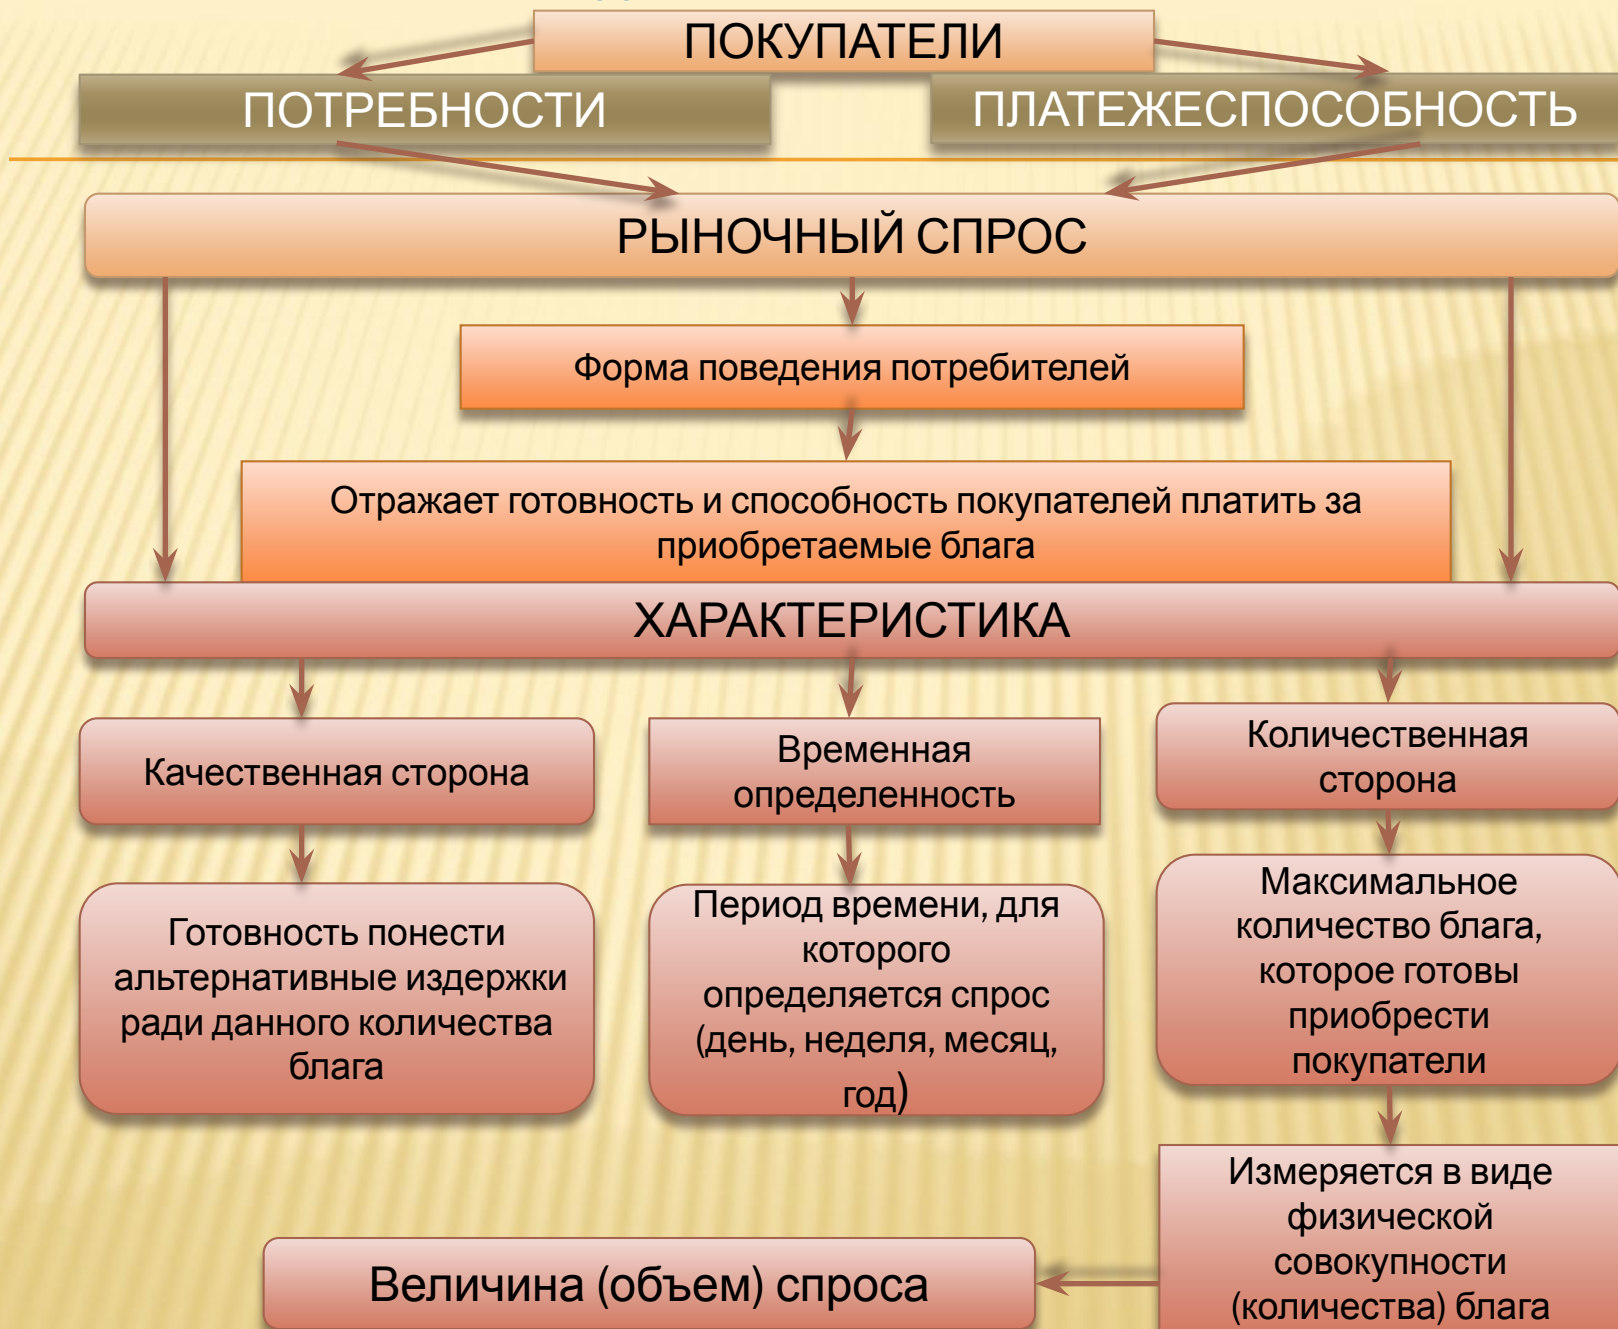 ПОКУПАТЕЛИ
ПОТРЕБНОСТИ
ПЛАТЕЖЕСПОСОБНОСТЬ
РЫНОЧНЫЙ СПРОС
Форма поведения потребителей
Отражает готовность и способность покупателей платить за
приобретаемые блага
ХАРАКТЕРИСТИКА
Качественная сторона
Временная
определенность
Количественная
сторона
Готовность понести
альтернативные издержки
ради данного количества
блага
Период времени, для
которого
определяется спрос
(день, неделя, месяц,
год)
Максимальное
количество блага,
которое готовы
приобрести
покупатели
Измеряется в виде
физической
совокупности
(количества) блага
Величина (объем) спроса